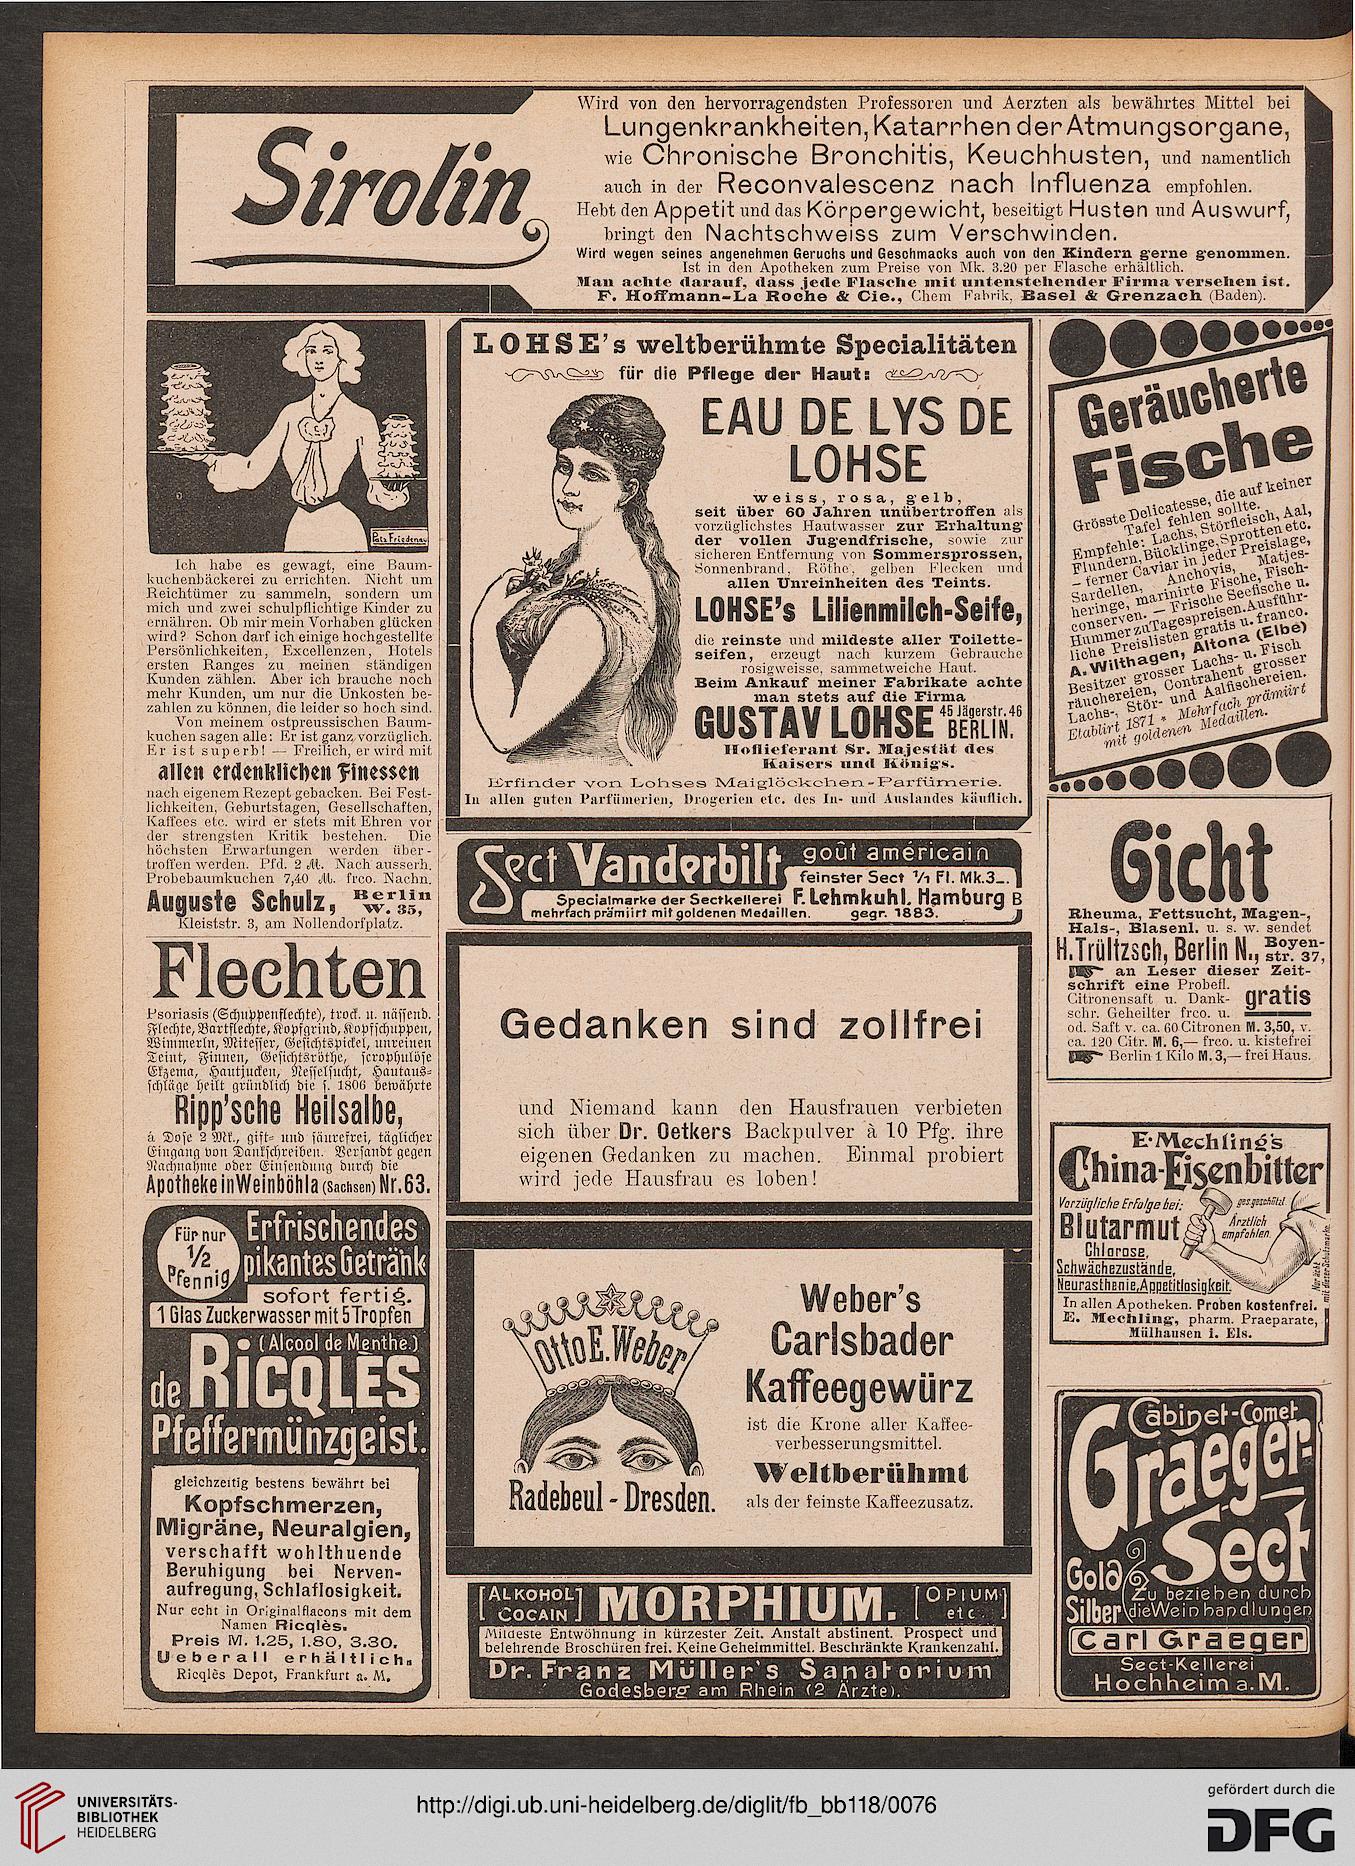 Sirolin
Wird von den hervorragendsten Professoren und Aerzten als bewährtes Mittel bei
Lungenkrankheiten, Katarrhen der Atmungsorgane,
wie Chronische Bronchitis, Keuchhusten, und namentlich
auch in der Reconvalescenz nach Influenza empfohlen.
Hebt den Appetit und das Körpergewicht, beseitigt Husten und Auswurf,
bringt den Nachtschweiss zum Verschwinden.
Wird wegen seines angenehmen Geruchs und Geschmacks auch von den Kindern gerne genommen.
Ist in den Apotheken zum Preise von Mk. 3.20 per Flasche erhältlich.
Man achte darauf, dass jede Flasche mit untenstehender Firma versehen ist.
F. Hoffmann-La Roche & Cie., Chem Fabrik, Basel & Grenzach (Baden).
Ich habe es gewagt, eine Baum-
kuchenbäckerei zu errichten. Nicht um
Reichtümer zu sammeln, sondern um
mich und zwei schulpflichtige Kinder zu
ernähren. Ob mir mein Vorhaben glücken
wird? Schon darf ich einige hochgestellte
Persönlichkeiten, Excellenzen, Hotels
ersten Ranges zu meinen ständigen
Kunden zählen. Aber ich brauche noch
mehr Kunden, um nur die Unkosten be-
zahlen zu können, die leider so hoch sind.
Von meinem ostpreussischen Baum-
kuchen sagen alle: Er ist ganz vorzüglich.
Er ist superb! — Freilich, er wird mit
allen erdenklichen Finessen
nach eigenem Rezept gebacken. Bei Fest-
lichkeiten, Geburtstagen, Gesellschaften,
Kaffees etc. wird er stets mit Ehren vor
der strengsten Kritik bestehen. Die
höchsten Erwartungen werden über-
troffen werden. Pfd. 2 M. Nach ausserh.
Probebaumkuchen 7,40 M. frco. Nachn.
Auguste Schulz, Berlin W. 35,
Kleiststr. 3, am Nollendorfplatz.
Flechten
Psoriasis (Schuppenflechte), trock. u. nässend.
Flechte, Bartflechte, Kopfgrind, Kopfschuppen,
Wimmerln, Mitesser, Gesichtspickel, unreinen
Teint, Finnen, Gesichtsröthe, scrophulöse
Ekzema, Hautjucken, Nesselsucht, Hautaus-
schläge heilt gründlich die s. 1806 bewährte
Ripp'sche Heilsalbe,
à Dose 2 Mk., gift- und säurefrei, täglicher
Eingang von Dankschreiben. Versandt gegen
Nachnahme oder Einsendung durch die
Apotheke in Weinböhla (Sachsen) Nr. 63.
Für nur
1/2
Pfennig
Erfrischendes
pikantes Getränk
sofort fertig.
1 Glas Zuckerwasser mit 5 Tropfen
(Alcool de Menthe.)
de RICQLÈS
Pfeffermünzgeist.
gleichzeitig bestens bewährt bei
Kopfschmerzen,
Migräne, Neuralgien,
verschafft wohlthuende
Beruhigung bei Nerven-
aufregung, Schlaflosigkeit.
Nur echt in Originalflacons mit dem
Namen Ricqlès.
Preis M. 1.25, 1.80, 3.30.
Ueberall erhältlich.
Ricqlès Depot, Frankfurt a. M.
LOHSE's weltberühmte Specialitäten
für die Pflege der Haut:
EAU DE LYS DE
LOHSE
weiss, rosa, gelb,
seit über 60 Jahren unübertroffen als
vorzüglichstes Hautwasser zur Erhaltung
der vollen Jugendfrische, sowie zur
sicheren Entfernung von Sommersprossen,
Sonnenbrand, Röthe, gelben Flecken und
allen Unreinheiten des Teints.
LOHSE's Lilienmilch-Seife,
die reinste und mildeste aller Toilette-
seifen, erzeugt nach kurzem Gebrauche
rosigweisse, sammetweiche Haut.
Beim Ankauf meiner Fabrikate achte
man stets auf die Firma
GUSTAV LOHSE 45 Jägerstr. 46 BERLIN.
Hoflieferant Sr. Majestät des
Kaisers und Königs.
Erfinder von Lohses Maiglöckchen-Parfümerie.
In allen guten Parfümerien, Drogerien etc. des In- und Auslandes käuflich.
Sect Vanderbilt goût américain
feinster Sect 1/1 Fl. Mk. 3_.
Specialmarke der Sectkellerei F. Lehmkuhl. Hamburg B
mehrfach prämiirt mit goldenen Medaillen. gegr. 1883.
Gedanken sind zollfrei
und Niemand kann den Hausfrauen verbieten
sich über Dr. Oetkers Backpulver à 10 Pfg. ihre
eigenen Gedanken zu machen. Einmal probiert
wird jede Hausfrau es loben!
Otto E. Weber
Radebeul - Dresden.
Weber's
Carlsbader
Kaffeegewürz
ist die Krone aller Kaffee-
verbesserungsmittel.
Weltberühmt
als der feinste Kaffeezusatz.
[ALKOHOL COCAIN] MORPHIUM. [OPIUM etc.]
Mildeste Entwöhnung in kürzester Zeit. Anstalt abstinent. Prospect und
belehrende Broschüren frei. Keine Geheimmittel. Beschränkte Krankenzahl.
Dr. Franz Müller's Sanatorium
Godesberg am Rhein (2 Ärzte).
Geräucherte
Fische
Grösste Delicatesse, die auf keiner
Tafel fehlen sollte.
Empfehle: Lachs, Störfleisch, Aal,
Flundern, Bücklinge, Sprotten etc.
— ferner Caviar in jeder Preislage,
Sardellen, Anchovis, Matjes-
heringe, marinirte Fische, Fisch-
conserven. — Frische Seefische u.
Hummer zu Tagespreisen. Ausführ-
liche Preislisten gratis u. franco.
A. Wilthagen, Altona (Elbe)
Besitzer grosser Lachs- u. Fisch
räuchereien, Contrahent grosser
Lachs-, Stör- und Aalfischereien.
Etablirt 1871 * Mehrfach prämiirt
mit goldenen Medaillen.
Gicht
Rheuma, Fettsucht, Magen-,
Hals-, Blasenl. u. s. w. sendet
H. Trültzsch, Berlin N., Boyen-str. 37,
an Leser dieser Zeit-
schrift eine Probefl.
Citronensaft u. Dank- gratis
schr. Geheilter frco. u.
od. Saft v. ca. 60 Citronen M. 3,50, v.
ca. 120 Citr. M. 6,— frco. u. kistefrei
Berlin 1 Kilo M. 3,— frei Haus.
E. Mechling's
China-Eisenbitter
Vorzügliche Erfolge bei: ges. geschützt.
Blutarmut Ärztlich empfohlen.
Chlorose,
Schwächezustände,
Neurasthenie, Appetitlosigkeit.
Nur ächt mit dieser Schutzmarke.
In allen Apotheken. Proben kostenfrei.
E. Mechling, pharm. Praeparate,
Mülhausen i. Els.
Cabinet-Comet
Graeger-
Sect
Gold
Silber
Zu beziehen durch
die Weinhandlungen
Carl Graeger
Sect-Kellerei
Hochheim a. M.
UNIVERSITÄTS-
BIBLIOTHEK
HEIDELBERG
http://digi.ub.uni-heidelberg.de/diglit/fb_bb118/0076
gefördert durch die
DFG